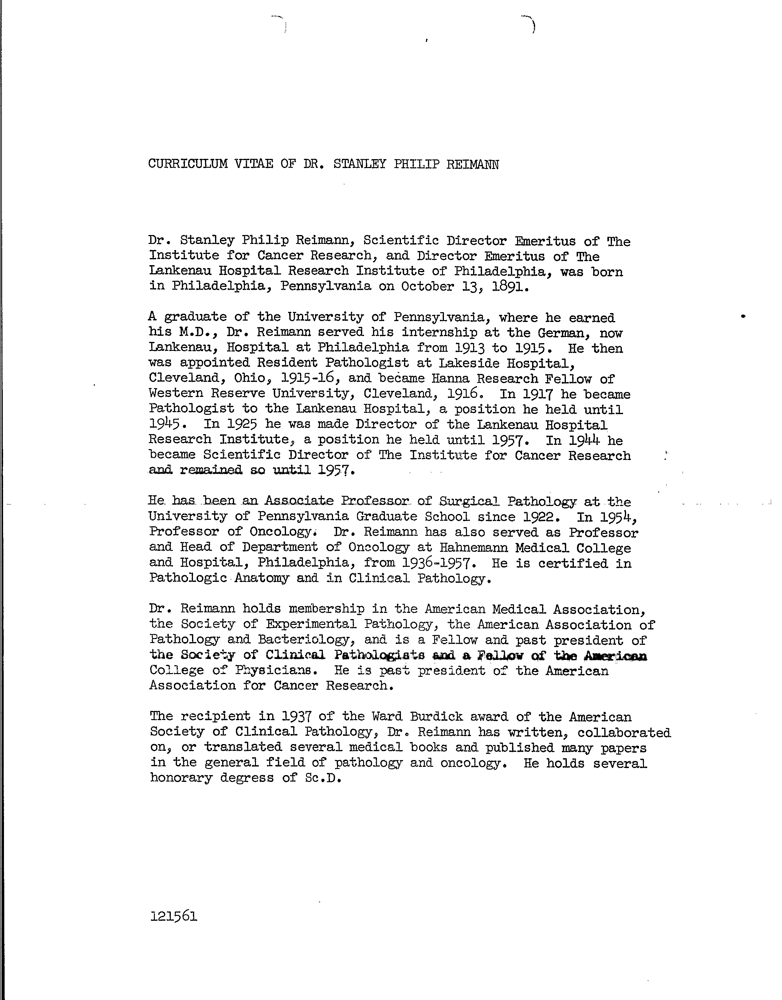 CURRICULUM VITAE OF DR. STANLEY PHILIP REIMANN
Dr. Stanley Philip Reimann, Scientific Director Emeritus of The
Institute for Cancer Research, and Director Emeritus of The
Lankenau Hospital Research Institute of Philadelphia, was born
in Philadelphia, Pennsylvania on October 13, 1891.
A graduate of the University of Pennsylvania, where he earned
his M.D., Dr. Reimann served his internship at the German, now
Lankenau, Hospital at Philadelphia from 1913 to 1915. He then
was appointed Resident Pathologist at Lakeside Hospital,
Cleveland, Ohio, 1915-16, and became Hanna Research Fellow of
Western Reserve University, Cleveland, 1916. In 1917 he became
Pathologist to the Lankenau Hospital, a position he held until
1945. In 1925 he was made Director of the Lankenau Hospital
Research Institute, a position he held until 1957. In 1944 he
became Scientific Director of The Institute for Cancer Research
and remained so until 1957.
He has been an Associate Professor of Surgical Pathology at the
University of Pennsylvania Graduate School since 1922. In 1954,
Professor of Oncology. Dr. Reimann has also served as Professor
and Head of Department of Oncology at Hahnemann Medical College
and Hospital, Philadelphia, from 1936-1957. He is certified in
Pathologic Anatomy and in Clinical Pathology.
Dr. Reimann holds membership in the American Medical Association,
the Society of Experimental Pathology, the American Association of
Pathology and Bacteriology, and is a Fellow and past president of
the Society of Clinical Pathologists and a Fellow of the American
College of Physicians. He is past president of the American
Association for Cancer Research.
The recipient in 1937 of the Ward Burdick award of the American
Society of Clinical Pathology, Dr. Reimann has written, collaborated
on, or translated several medical books and published many papers
in the general field of pathology and oncology. He holds several
honorary degress of Sc.D.
121561